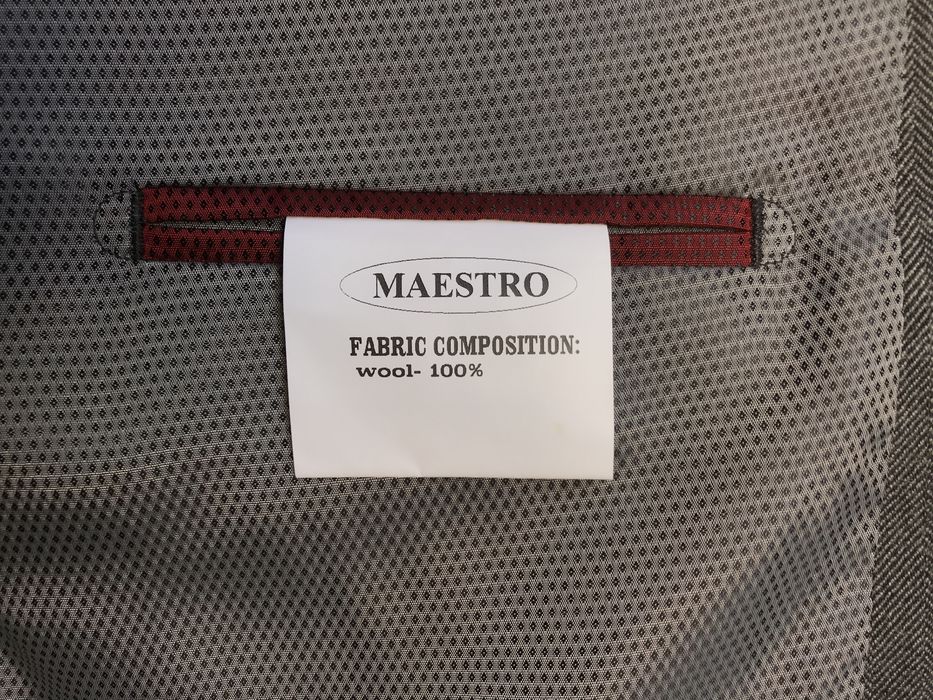 MAESTRO
FABRIC COMPOSITION:
wool- 100%